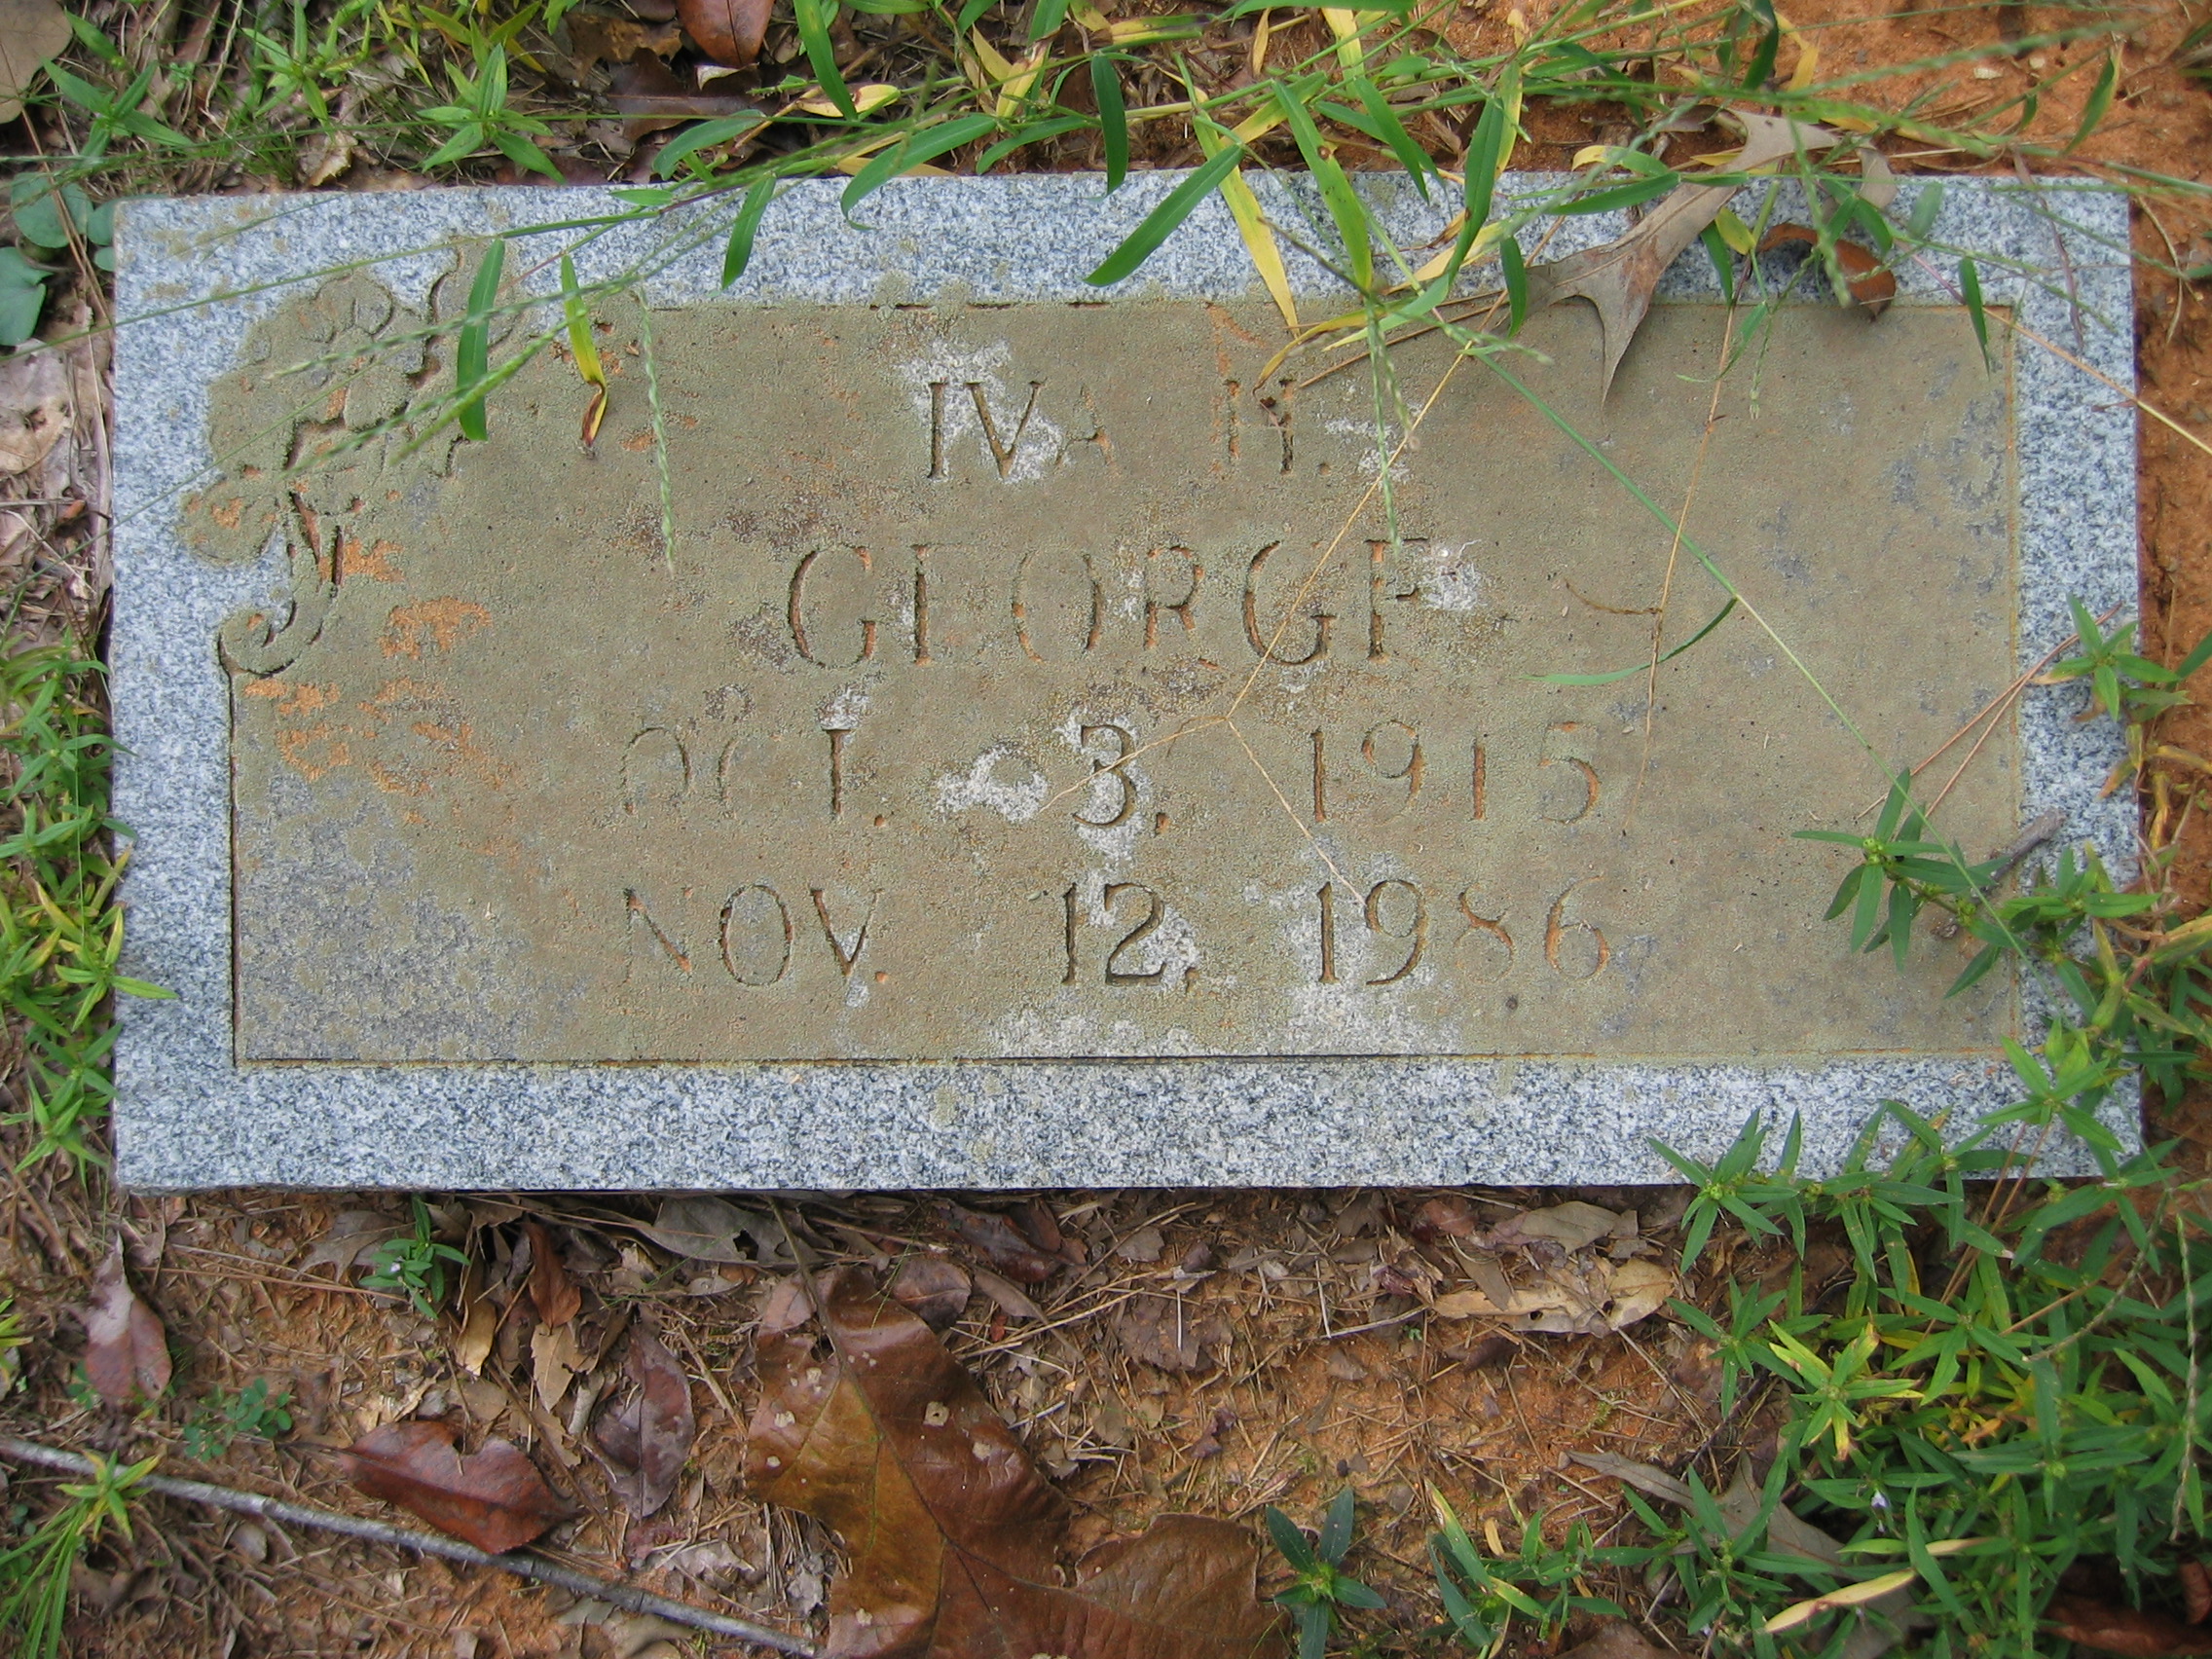 IVA H.
GEORGE
OCT. 3, 1915
NOV. 12, 1986